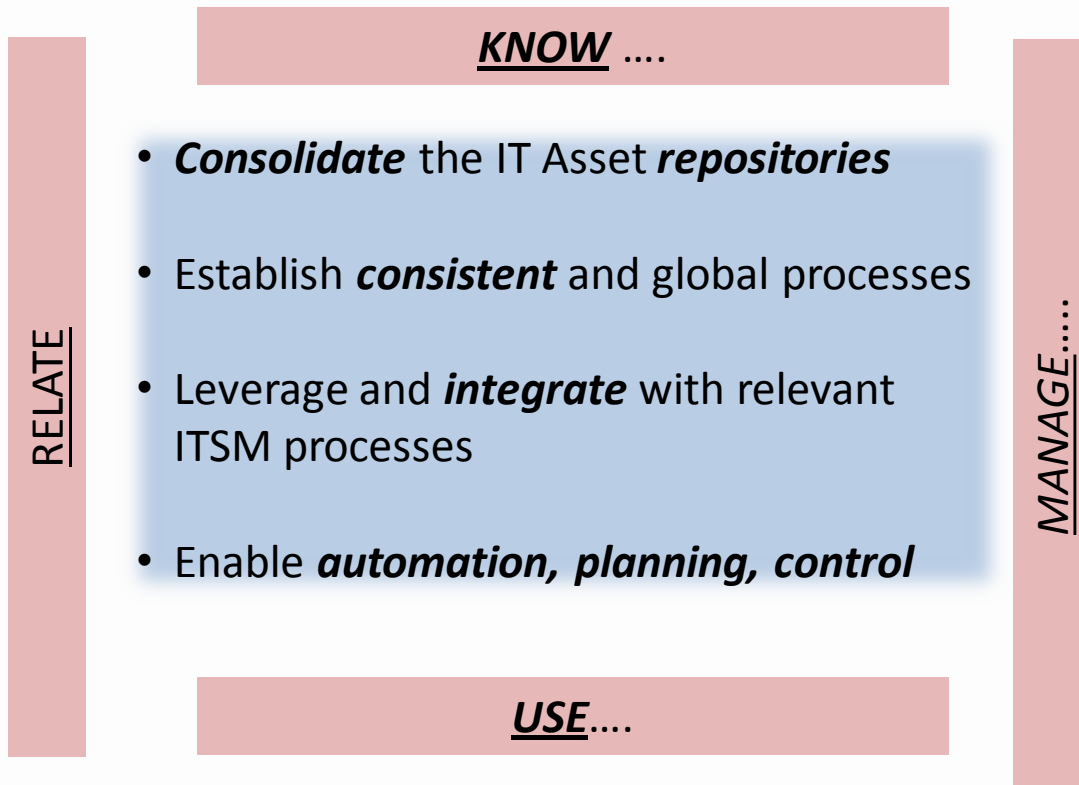 KNOW ....
RELATE
• Consolidate the IT Asset repositories
• Establish consistent and global processes
• Leverage and integrate with relevant
ITSM processes
• Enable automation, planning, control
MANAGE.....
USE....